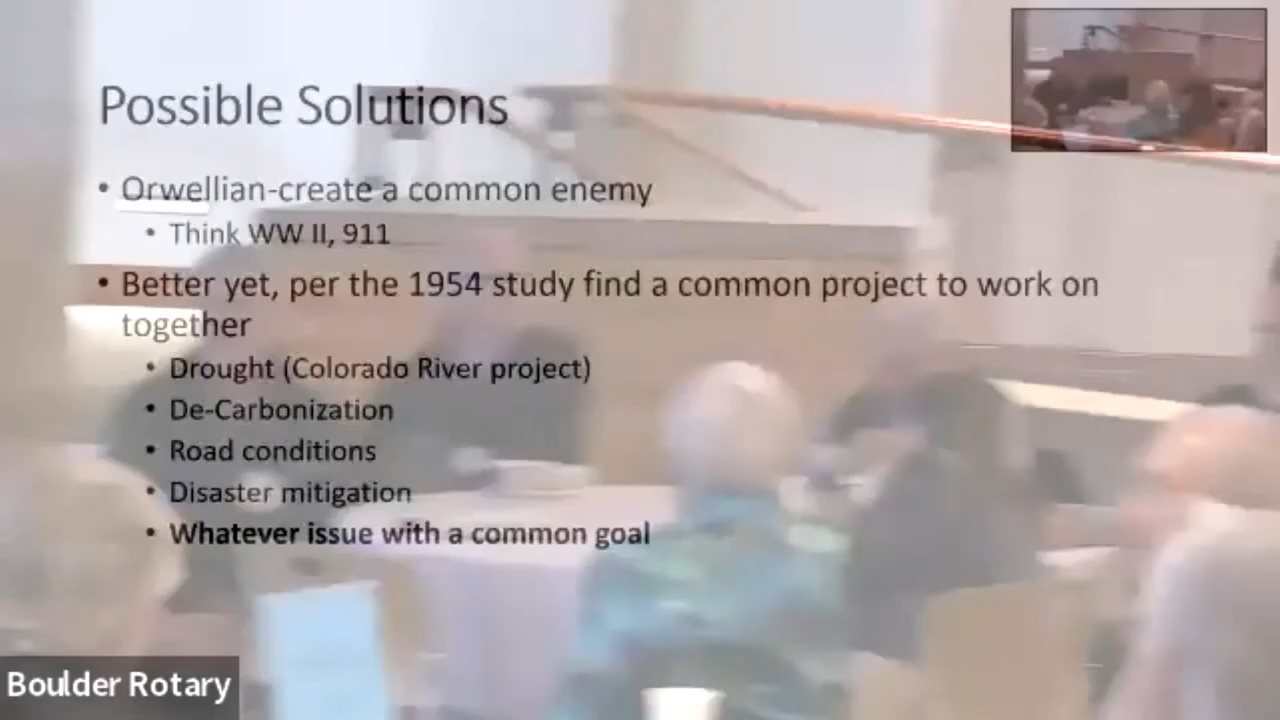 Possible Solutions
• Orwellian-create a common enemy
• Think WW II, 911
• Better yet, per the 1954 study find a common project to work on
together
• Drought (Colorado River project)
• De-Carbonization
• Road conditions
• Disaster mitigation
• Whatever issue with a common goal
Boulder Rotary